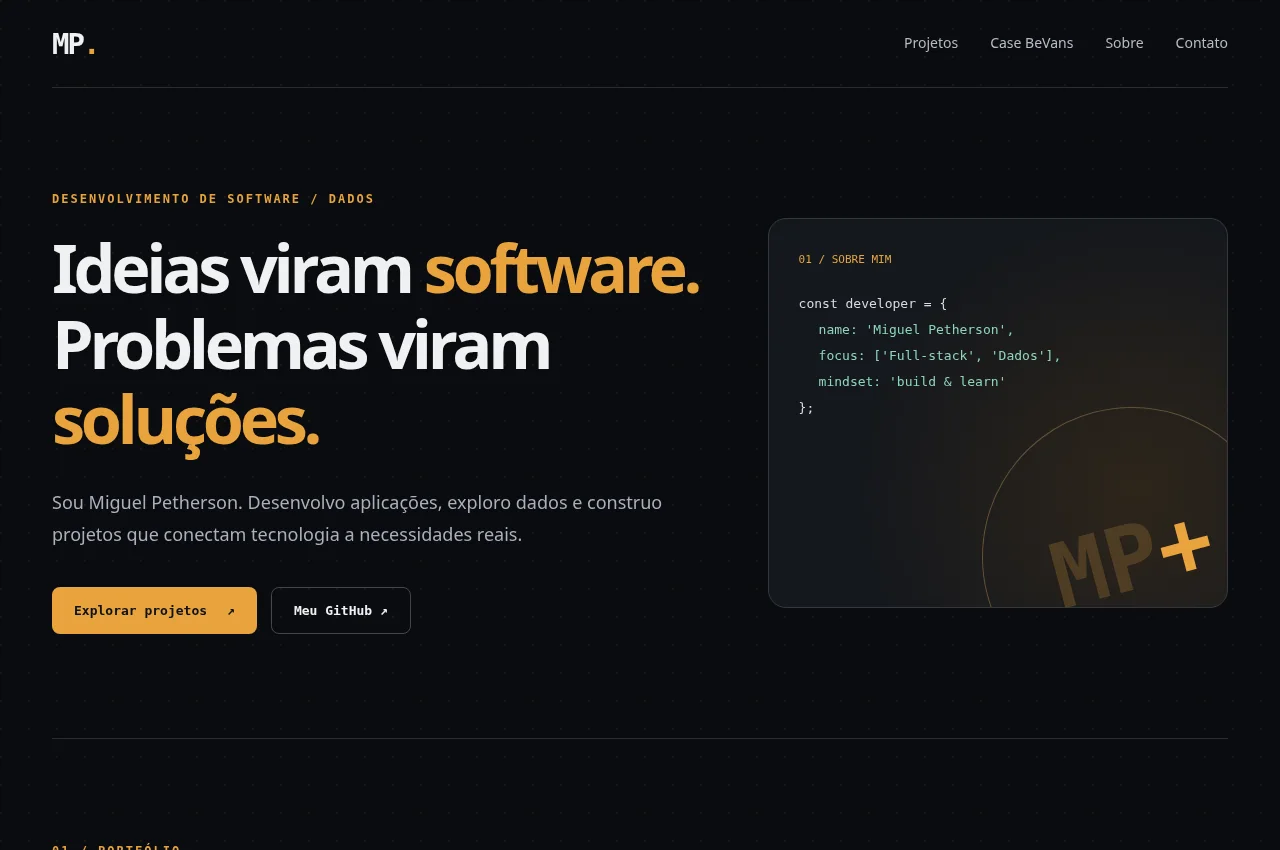 MP.
Projetos Case BeVans Sobre Contato
DESENVOLVIMENTO DE SOFTWARE / DADOS
Ideias viram software.
Problemas viram
soluções.
Sou Miguel Petherson. Desenvolvo aplicações, exploro dados e construo
projetos que conectam tecnologia a necessidades reais.
Explorar projetos ↗
Meu GitHub ↗
01 / SOBRE MIM
const developer = {
name: 'Miguel Petherson',
focus: ['Full-stack', 'Dados'],
mindset: 'build & learn'
};
MP+
01 / PORTFÓLIO